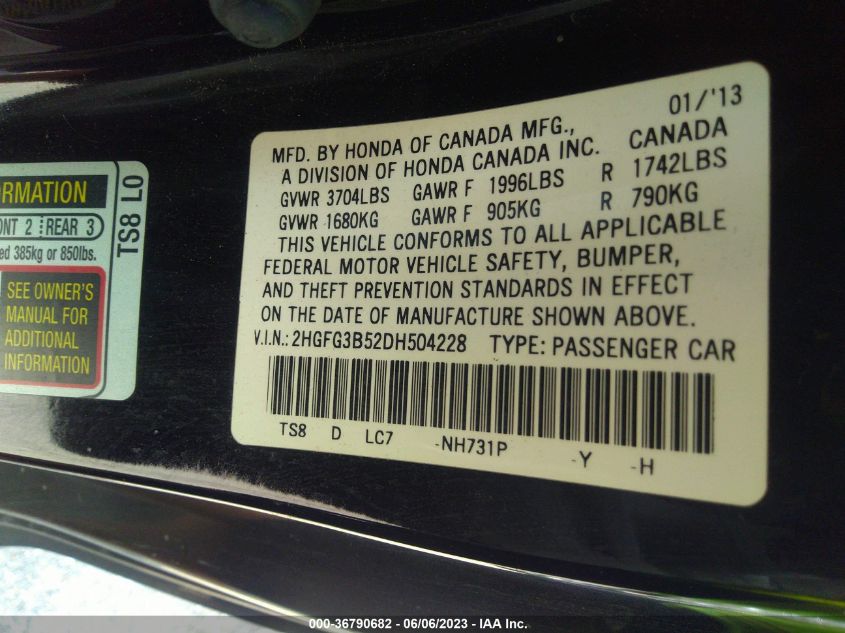 RMATION
ONT 2 REAR 3
ed 385kg or 850lbs.
SEE OWNER'S
MANUAL FOR
ADDITIONAL
INFORMATION
TS8 L0
01/'13
MFD. BY HONDA OF CANADA MFG.,
A DIVISION OF HONDA CANADA INC. CANADA
GVWR 3704LBS GAWR F 1996LBS R 1742LBS
GVWR 1680KG GAWR F 905KG R 790KG
THIS VEHICLE CONFORMS TO ALL APPLICABLE
FEDERAL MOTOR VEHICLE SAFETY, BUMPER,
AND THEFT PREVENTION STANDARDS IN EFFECT
ON THE DATE OF MANUFACTURE SHOWN ABOVE.
V.I.N.: 2HGFG3B52DH504228 TYPE: PASSENGER CAR
TS8 D LC7 -NH731P -Y -H
000-36790682 - 06/06/2023 - IAA Inc.